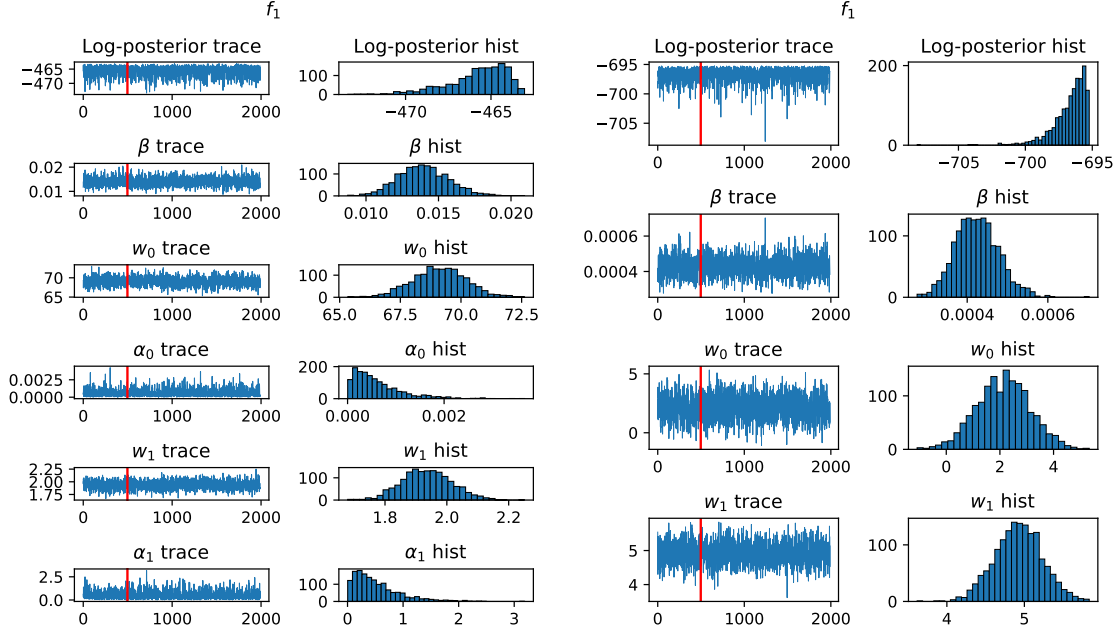 f₁
Log-posterior trace
Log-posterior hist
−465
−470
0 1000 2000
100
0
−470 −465
β trace
β hist
0.02
0.01
0 1000 2000
100
0
0.010 0.015 0.020
w₀ trace
w₀ hist
70
65
0 1000 2000
100
0
65.0 67.5 70.0 72.5
α₀ trace
α₀ hist
0.0025
0.0000
0 1000 2000
200
100
0
0.000 0.002
w₁ trace
w₁ hist
2.25
2.00
1.75
0 1000 2000
100
0
1.8 2.0 2.2
α₁ trace
α₁ hist
2.5
0.0
0 1000 2000
100
0
0 1 2 3
f₁
Log-posterior trace
Log-posterior hist
−695
−700
−705
0 1000 2000
200
100
0
−705 −700 −695
β trace
β hist
0.0006
0.0004
0 1000 2000
100
0
0.0004 0.0006
w₀ trace
w₀ hist
5
0
0 1000 2000
100
0
0 2 4
w₁ trace
w₁ hist
5
4
0 1000 2000
100
0
4 5